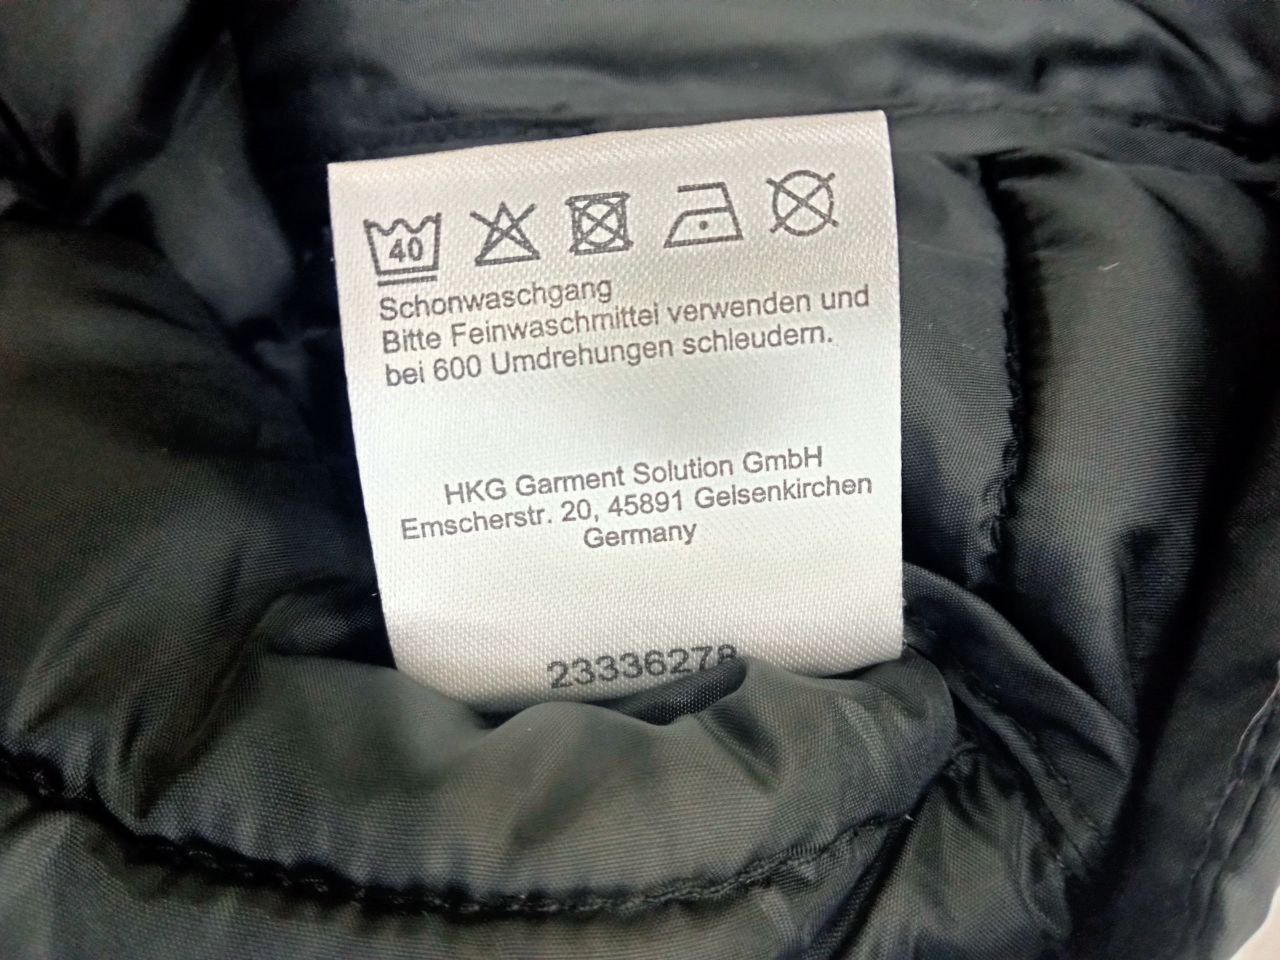 40
Schonwaschgang
Bitte Feinwaschmittel verwenden und
bei 600 Umdrehungen schleudern.
HKG Garment Solution GmbH
Emscherstr. 20, 45891 Gelsenkirchen
Germany
23336278